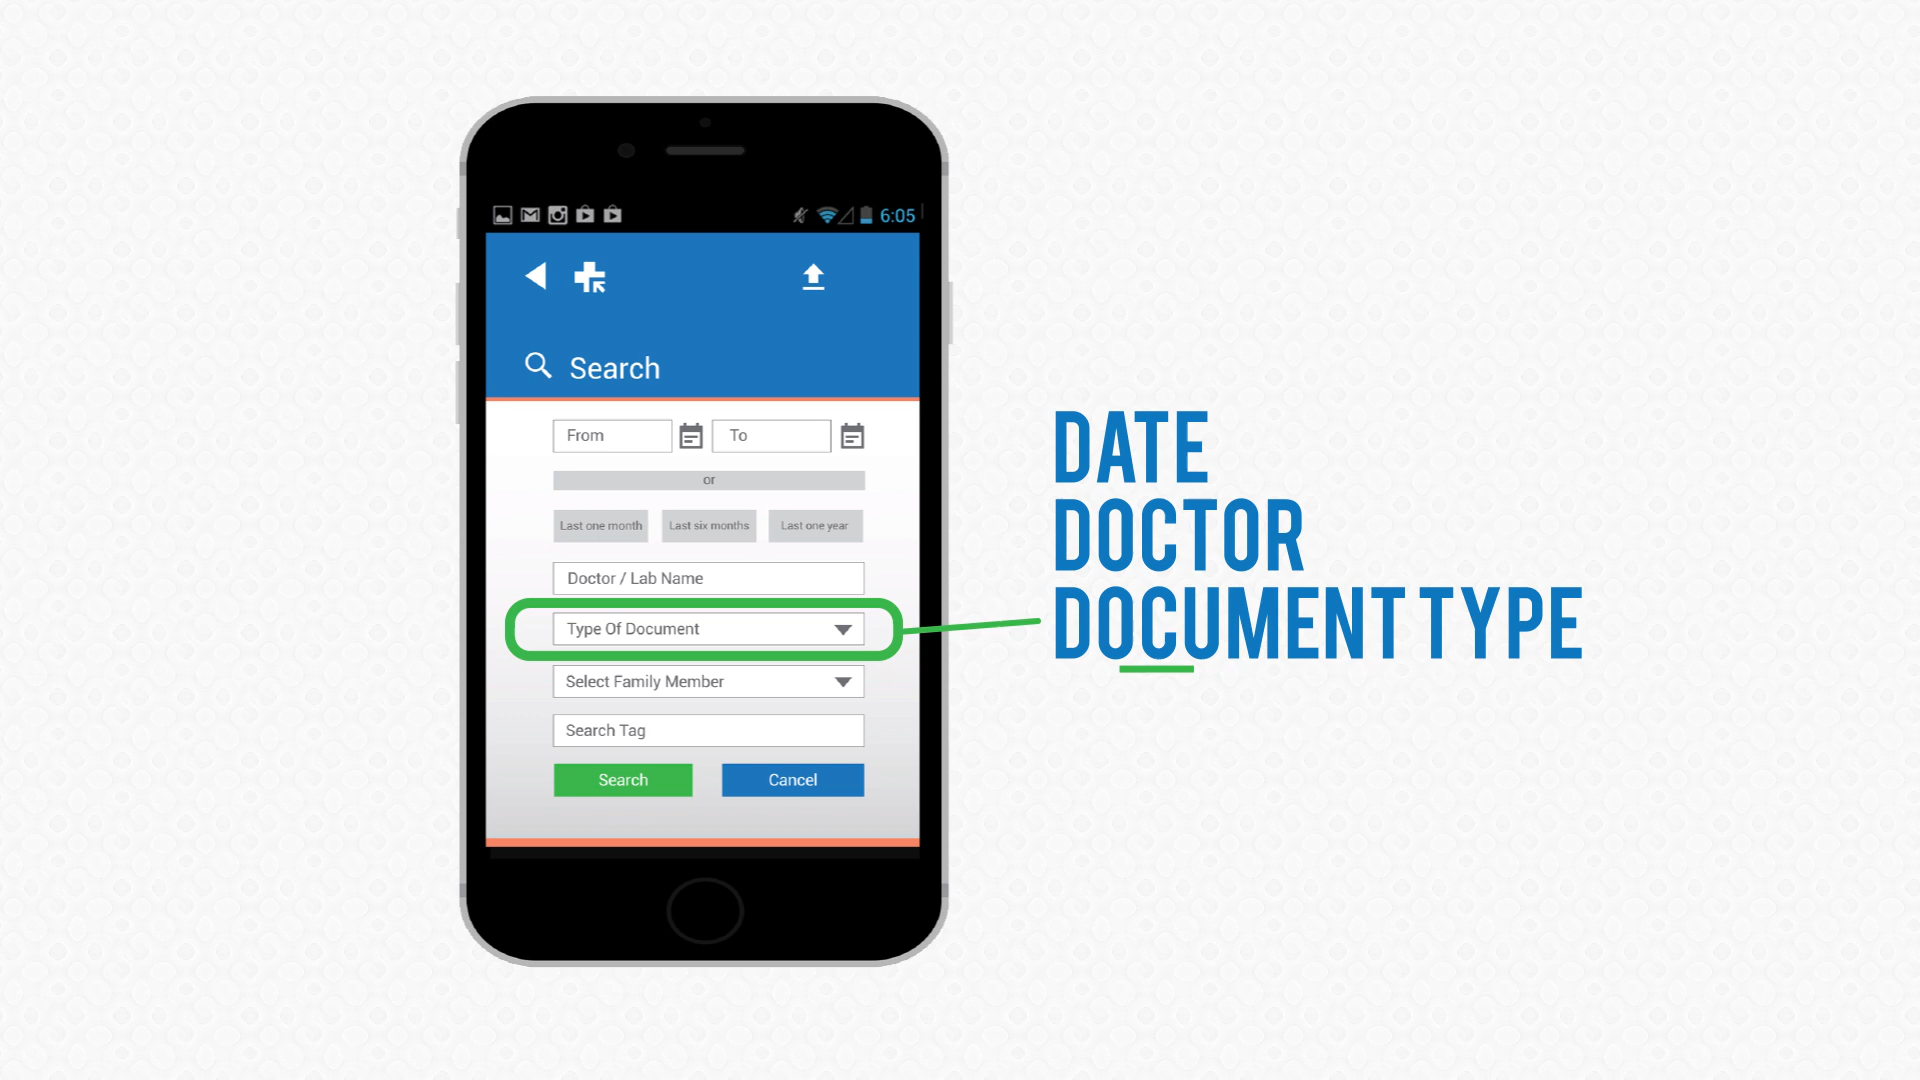 6:05
Search
From To
or
Last one month Last six months Last one year
Doctor / Lab Name
Type Of Document
Select Family Member
Search Tag
Search Cancel
DATE
DOCTOR
DOCUMENT TYPE